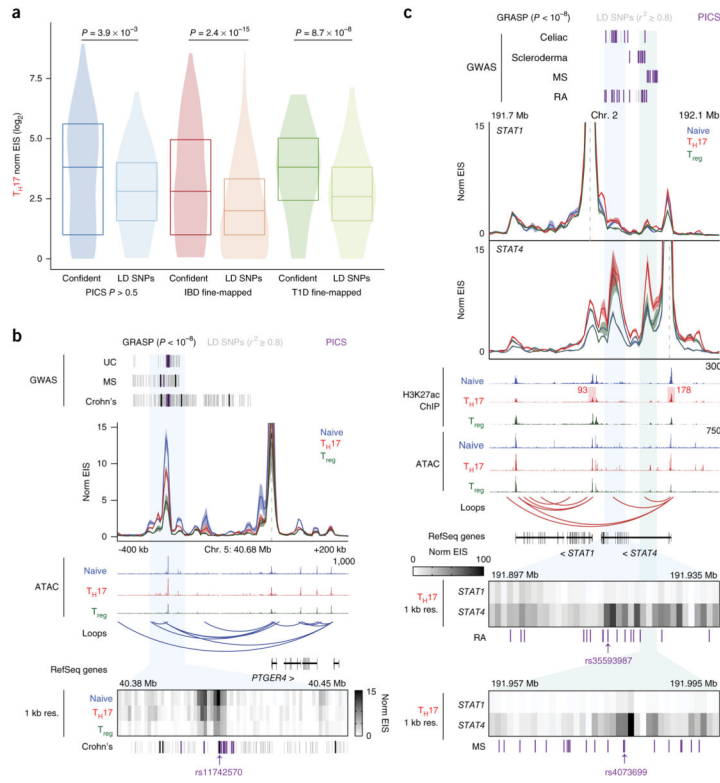 a
P = 3.9 × 10⁻³
P = 2.4 × 10⁻¹⁵
P = 8.7 × 10⁻⁸
TH17 norm EIS (log2)
7.5
5.0
2.5
0
Confident
LD SNPs
Confident
LD SNPs
Confident
LD SNPs
PICS P > 0.5
IBD fine-mapped
T1D fine-mapped
b
GRASP (P < 10⁻⁸)
LD SNPs (r² ≥ 0.8)
PICS
GWAS
UC
MS
Crohn's
Norm EIS
15
10
5
0
Naive
TH17
Treg
-400 kb
Chr. 5: 40.68 Mb
+200 kb
1,000
ATAC
Naive
TH17
Treg
Loops
RefSeq genes
PTGER4 >
40.38 Mb
40.45 Mb
1 kb res.
Naive
TH17
Treg
15
0
Norm EIS
Crohn's
rs11742570
c
GRASP (P < 10⁻⁸)
LD SNPs (r² ≥ 0.8)
PICS
GWAS
Celiac
Scleroderma
MS
RA
191.7 Mb
Chr. 2
192.1 Mb
15
STAT1
Naive
TH17
Treg
Norm EIS
0
15
STAT4
Norm EIS
0
300
H3K27ac
ChIP
Naive
93
178
TH17
Treg
750
ATAC
Naive
TH17
Treg
Loops
RefSeq genes
Norm EIS
0
100
< STAT1
< STAT4
191.897 Mb
191.935 Mb
TH17
1 kb res.
STAT1
STAT4
RA
rs35593987
191.957 Mb
191.995 Mb
TH17
1 kb res.
STAT1
STAT4
MS
rs4073699